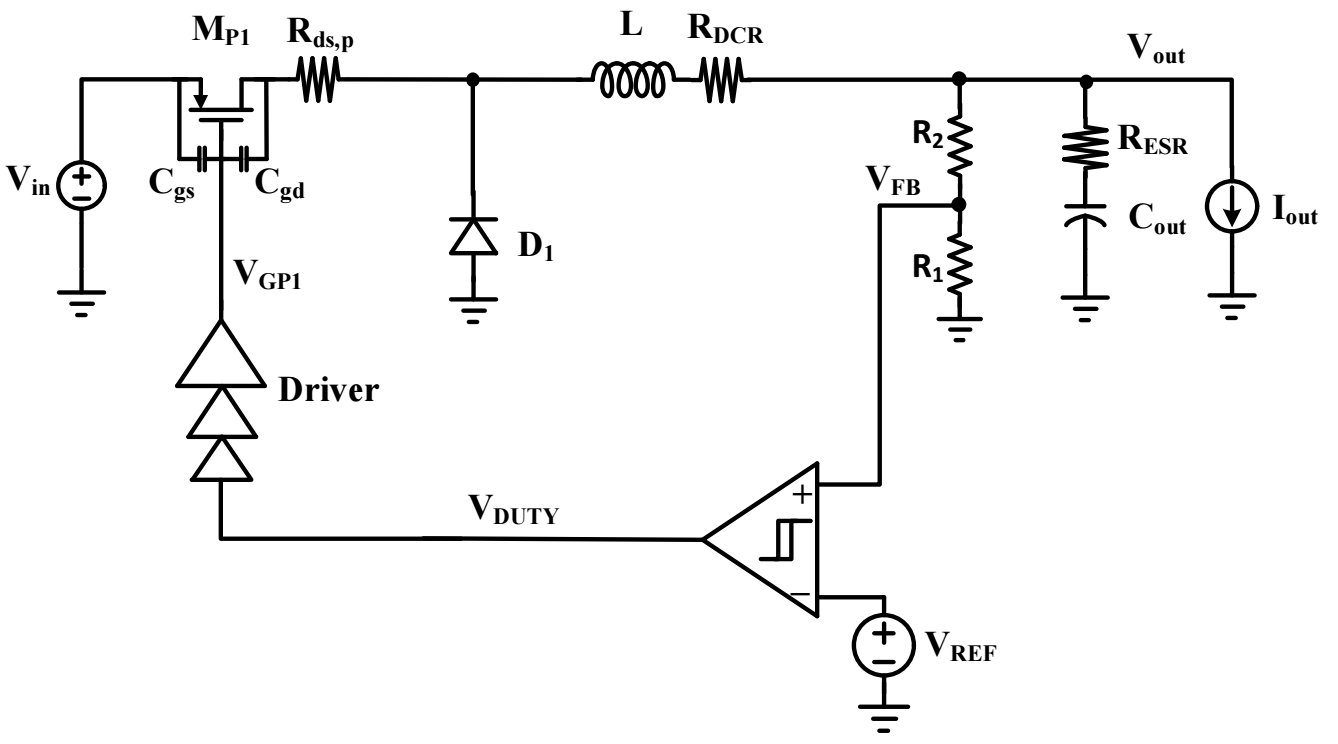 M_P1
R_ds,p
L
R_DCR
V_out
V_in
+
−
C_gs
C_gd
R_2
R_ESR
V_FB
D_1
C_out
I_out
R_1
V_GP1
Driver
V_DUTY
+
−
+
−
V_REF